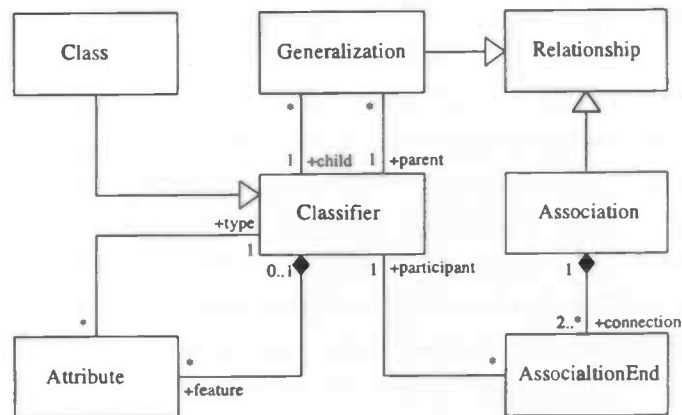 Class
Generalization
Relationship
* *
1 +child 1 +parent
Classifier
Association
+type
1
0..1
1 +participant
1
2..* +connection
*
*
*
Attribute
+feature
AssocialtionEnd